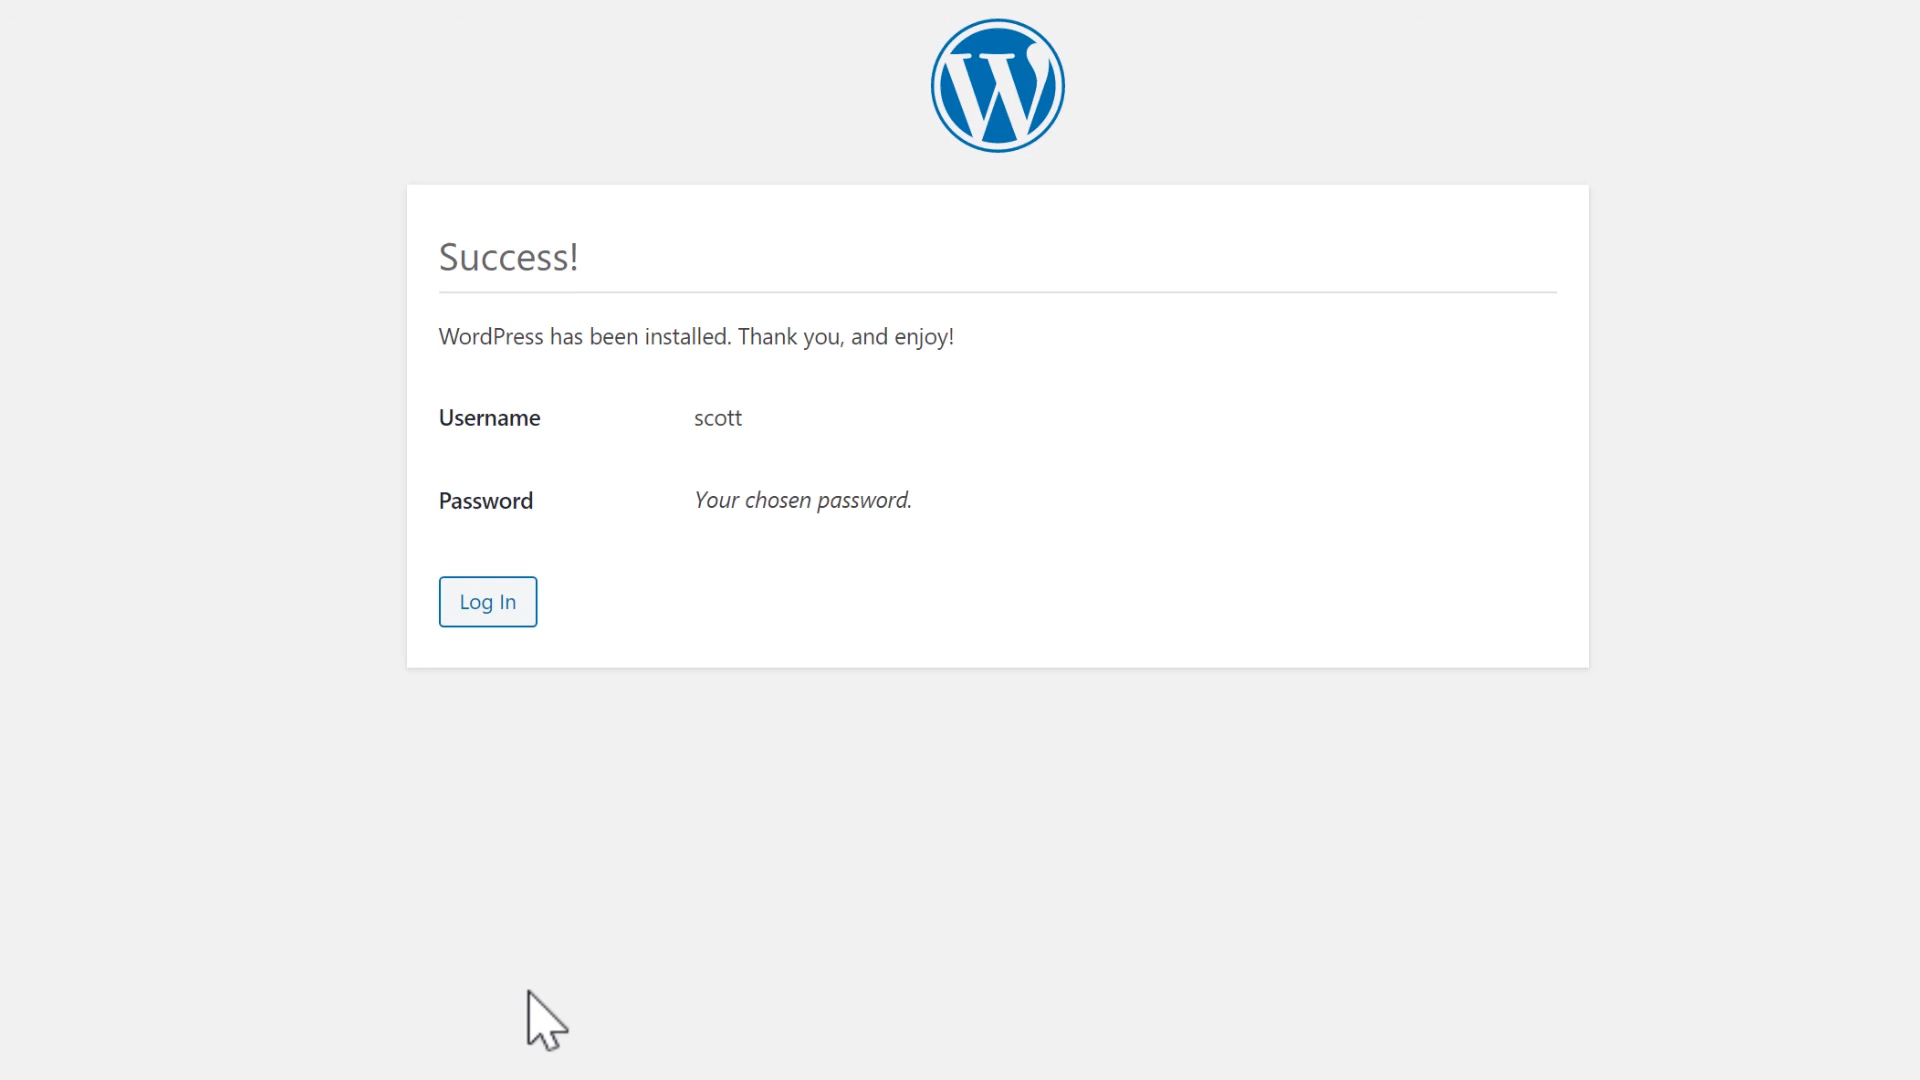 Success!
WordPress has been installed. Thank you, and enjoy!
Username scott
Password Your chosen password.
Log In